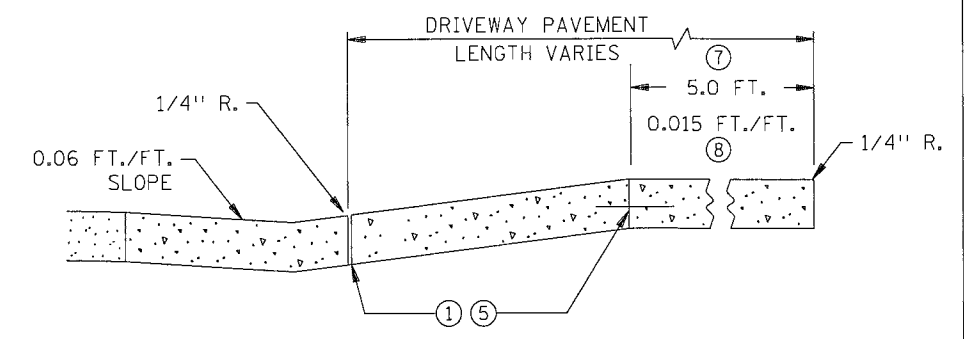 DRIVEWAY PAVEMENT
LENGTH VARIES
7
5.0 FT.
1/4" R.
0.015 FT./FT.
8
1/4" R.
0.06 FT./FT.
SLOPE
1 5